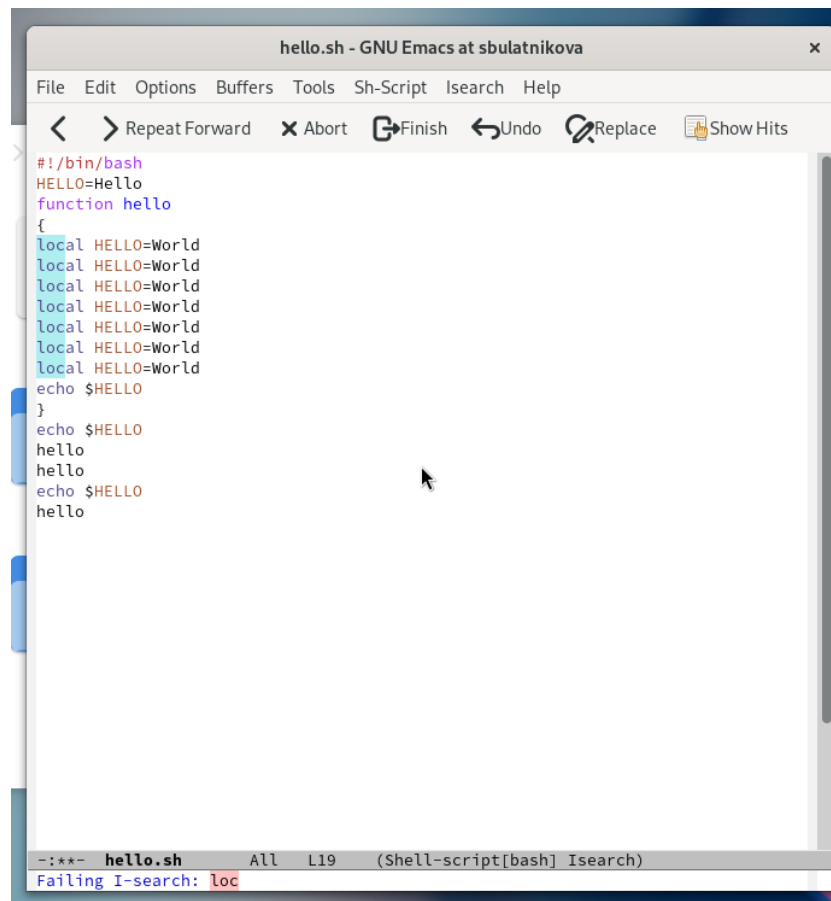 hello.sh - GNU Emacs at sbulatnikova ×
File Edit Options Buffers Tools Sh-Script Isearch Help
Repeat Forward Abort Finish Undo Replace Show Hits
#!/bin/bash
HELLO=Hello
function hello
{
local HELLO=World
local HELLO=World
local HELLO=World
local HELLO=World
local HELLO=World
local HELLO=World
local HELLO=World
echo $HELLO
}
echo $HELLO
hello
hello
echo $HELLO
hello
-:**- hello.sh All L19 (Shell-script[bash] Isearch)
Failing I-search: loc